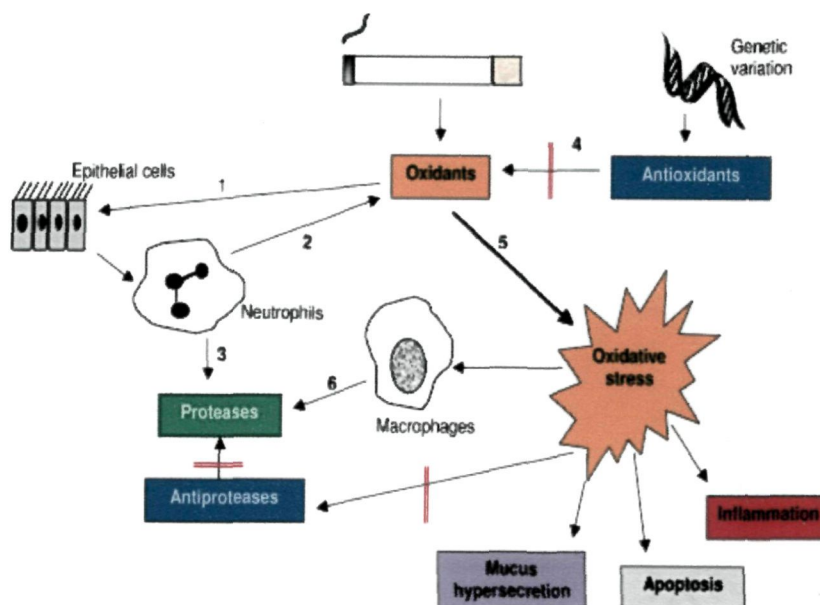 Genetic
variation
4
Oxidants
Antioxidants
Epithelial cells
1
2
5
Neutrophils
3
Oxidative
stress
6
Proteases
Macrophages
Antiproteases
Inflammation
Mucus
hypersecretion
Apoptosis